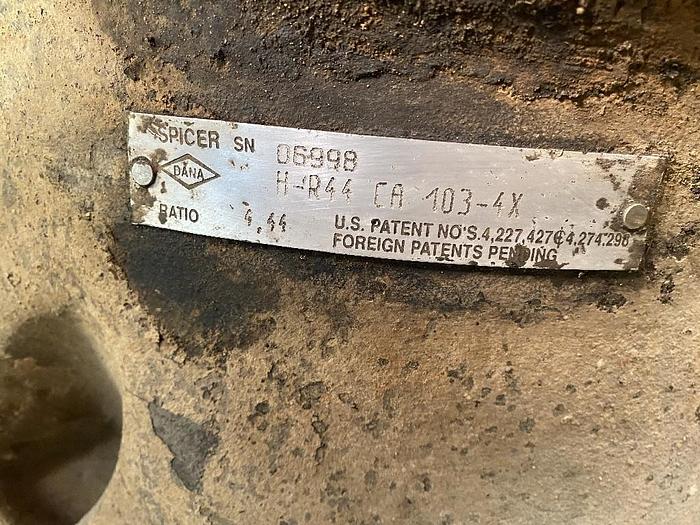 SPICER SN 06998
DANA
H-R44 CA 103-4X
RATIO 4,44
U.S. PATENT NO'S.4,227,427¢4,274,298
FOREIGN PATENTS PENDING